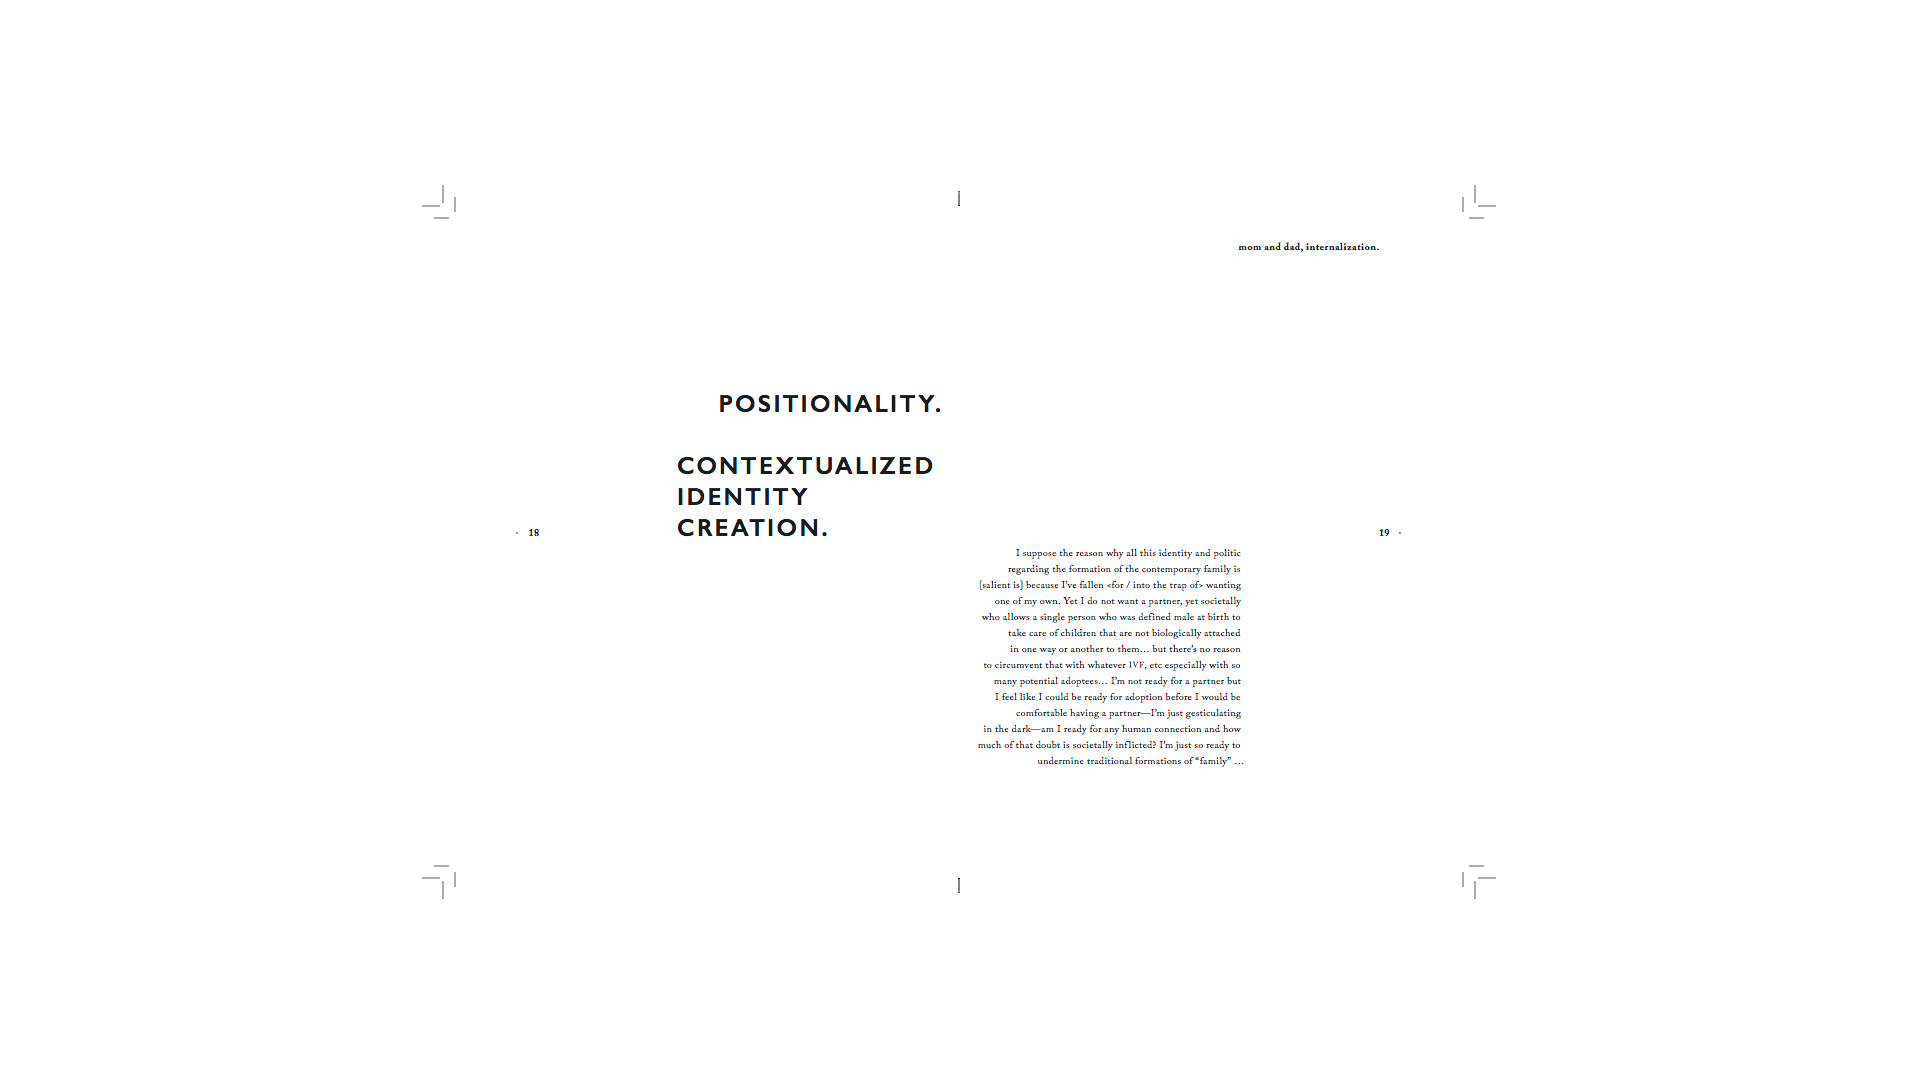 mom and dad, internalization.
POSITIONALITY.
CONTEXTUALIZED
IDENTITY
CREATION.
· 18
19 ·
I suppose the reason why all this identity and politic
regarding the formation of the contemporary family is
[salient is] because I’ve fallen <for / into the trap of> wanting
one of my own. Yet I do not want a partner, yet societally
who allows a single person who was defined male at birth to
take care of children that are not biologically attached
in one way or another to them… but there’s no reason
to circumvent that with whatever IVF, etc especially with so
many potential adoptees… I’m not ready for a partner but
I feel like I could be ready for adoption before I would be
comfortable having a partner—I’m just gesticulating
in the dark—am I ready for any human connection and how
much of that doubt is societally inflicted? I’m just so ready to
undermine traditional formations of “family” …